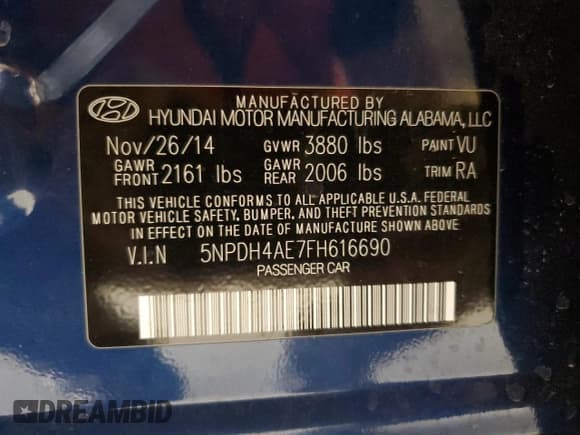 MANUFACTURED BY
HYUNDAI MOTOR MANUFACTURING ALABAMA, LLC
Nov/26/14 GVWR 3880 lbs PAINT VU
GAWR FRONT 2161 lbs GAWR REAR 2006 lbs TRIM RA
THIS VEHICLE CONFORMS TO ALL APPLICABLE U.S.A. FEDERAL
MOTOR VEHICLE SAFETY, BUMPER, AND THEFT PREVENTION STANDARDS
IN EFFECT ON THE DATE OF MANUFACTURE SHOWN ABOVE
V.I.N 5NPDH4AE7FH616690
PASSENGER CAR
DREAMBID